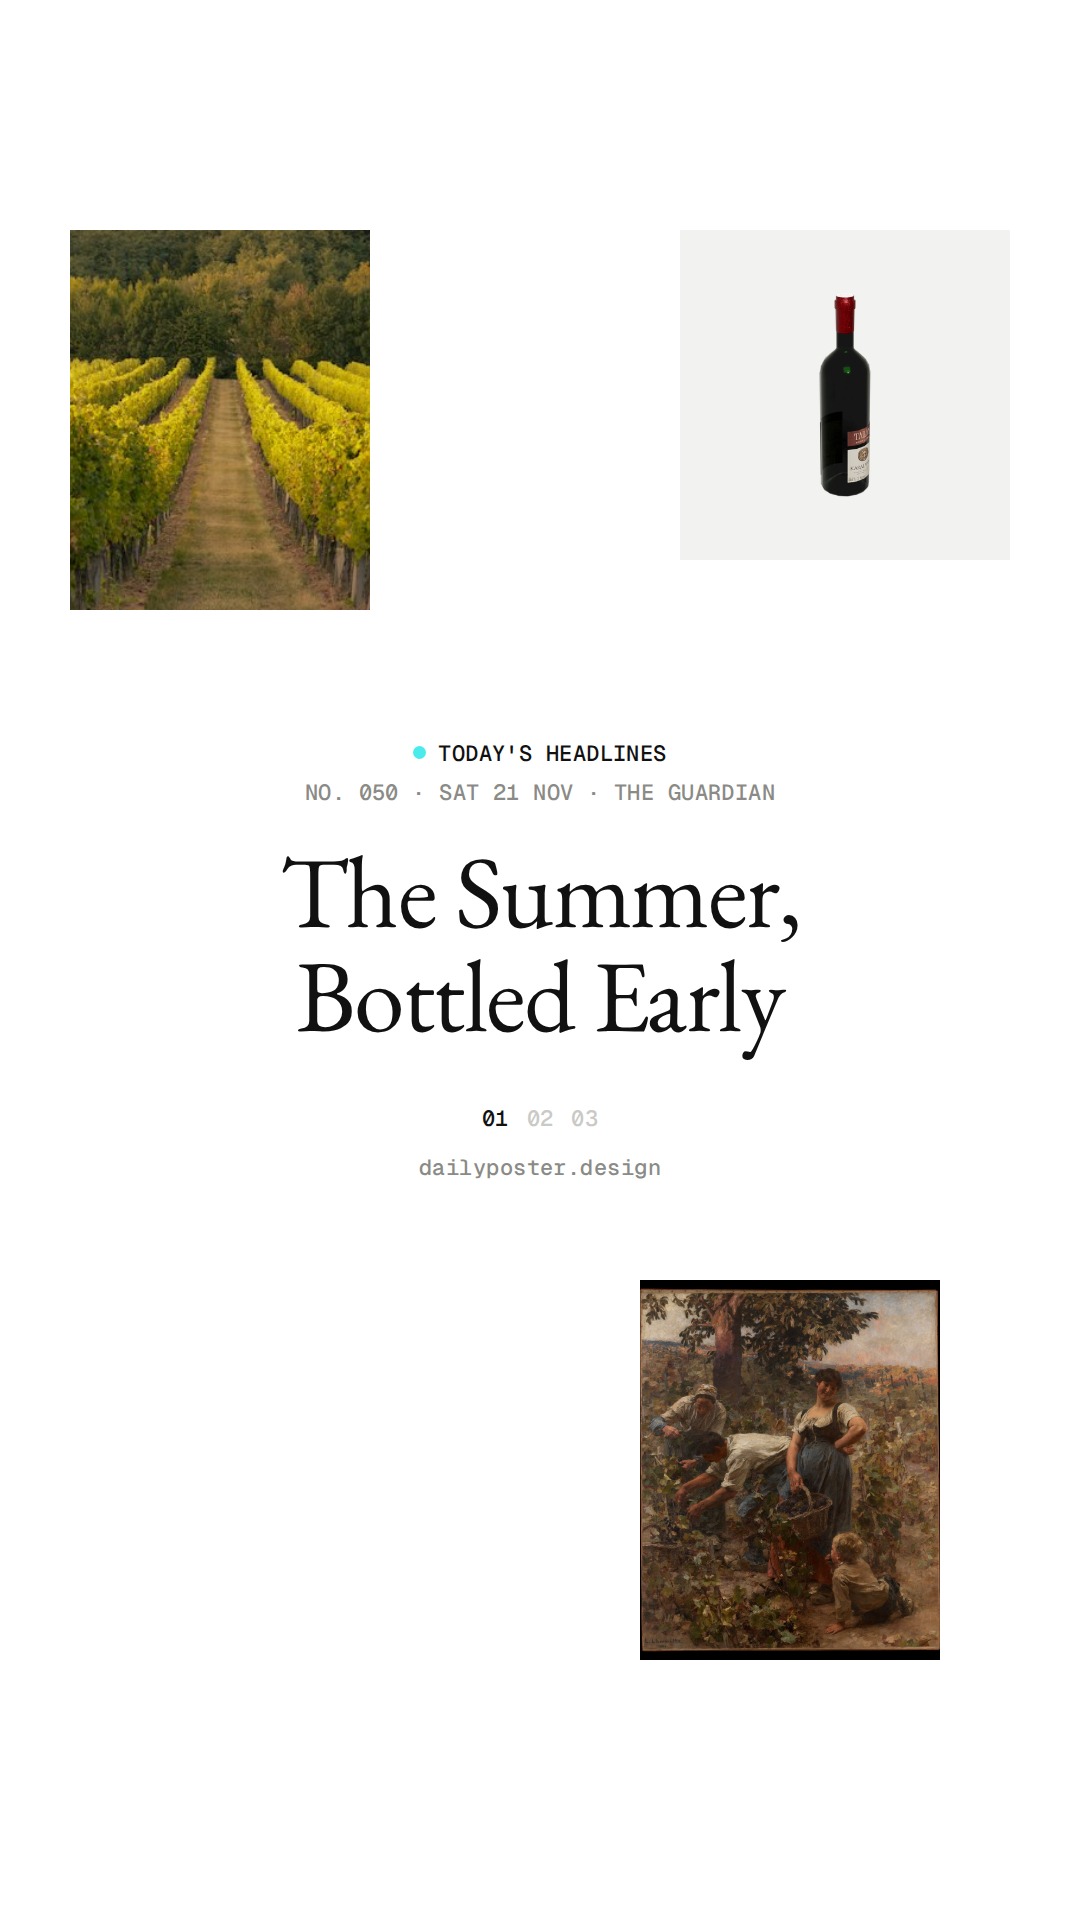 TODAY'S HEADLINES
NO. 050 · SAT 21 NOV · THE GUARDIAN
The Summer,
Bottled Early
01 02 03
dailyposter.design